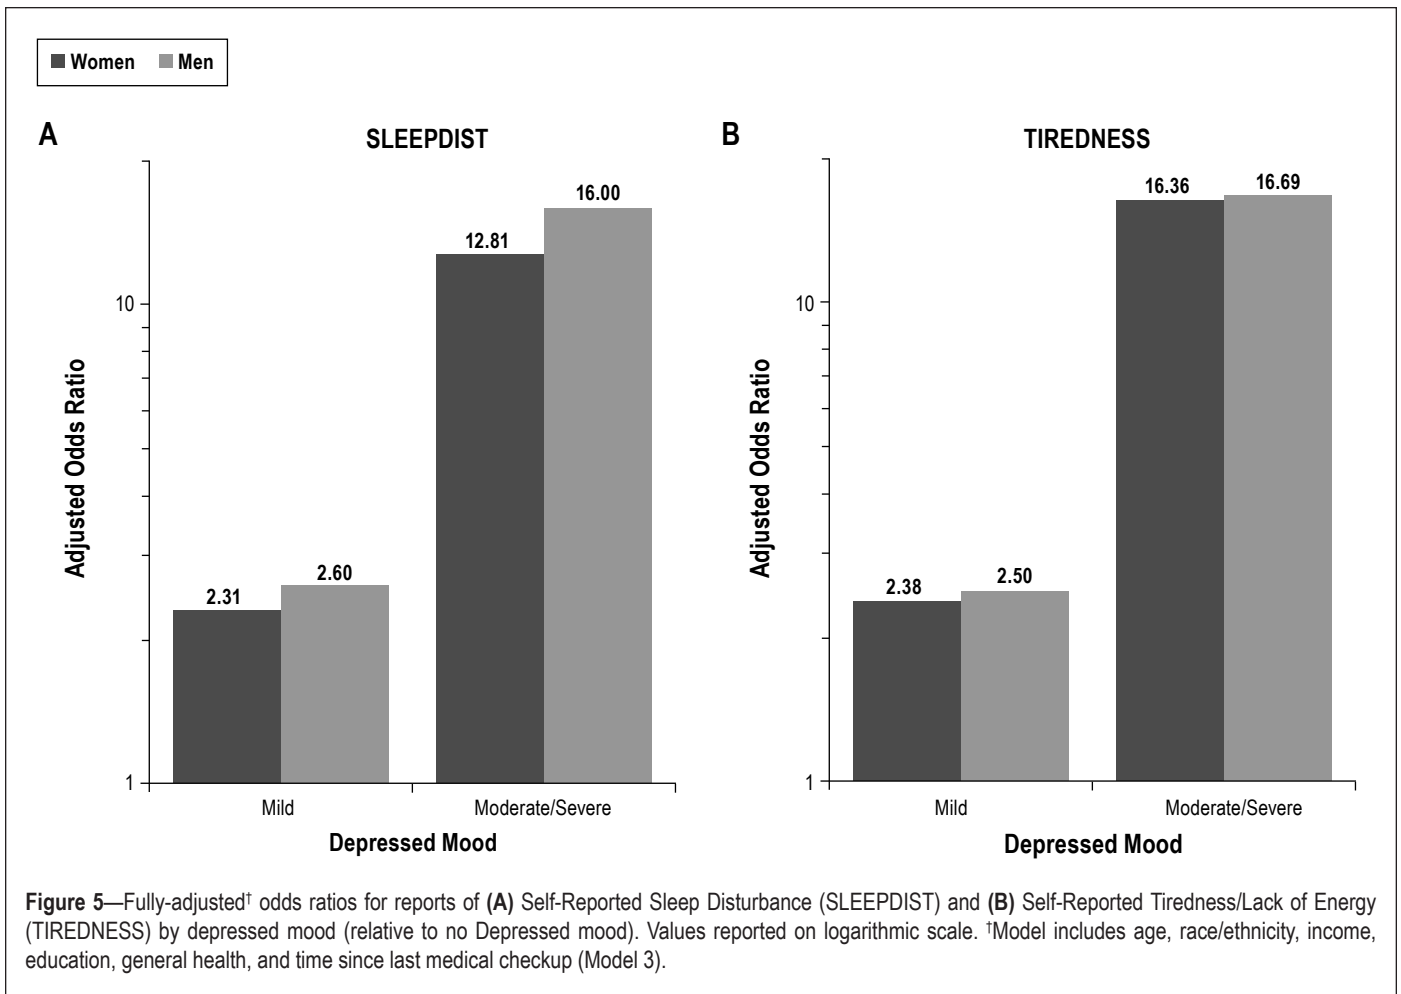 Women Men
A
SLEEPDIST
16.00
12.81
10
2.60
2.31
1
Adjusted Odds Ratio
Mild Moderate/Severe
Depressed Mood
B
TIREDNESS
16.36 16.69
10
2.50
2.38
1
Adjusted Odds Ratio
Mild Moderate/Severe
Depressed Mood
Figure 5—Fully-adjusted† odds ratios for reports of (A) Self-Reported Sleep Disturbance (SLEEPDIST) and (B) Self-Reported Tiredness/Lack of Energy
(TIREDNESS) by depressed mood (relative to no Depressed mood). Values reported on logarithmic scale. †Model includes age, race/ethnicity, income,
education, general health, and time since last medical checkup (Model 3).